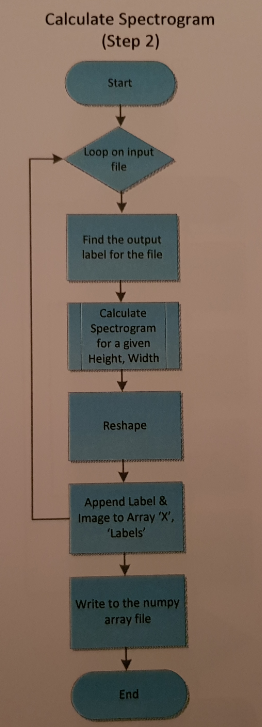 Calculate Spectrogram
(Step 2)
Start
Loop on input
file
Find the output
label for the file
Calculate
Spectrogram
for a given
Height, Width
Reshape
Append Label &
Image to Array ‘X’,
‘Labels’
Write to the numpy
array file
End